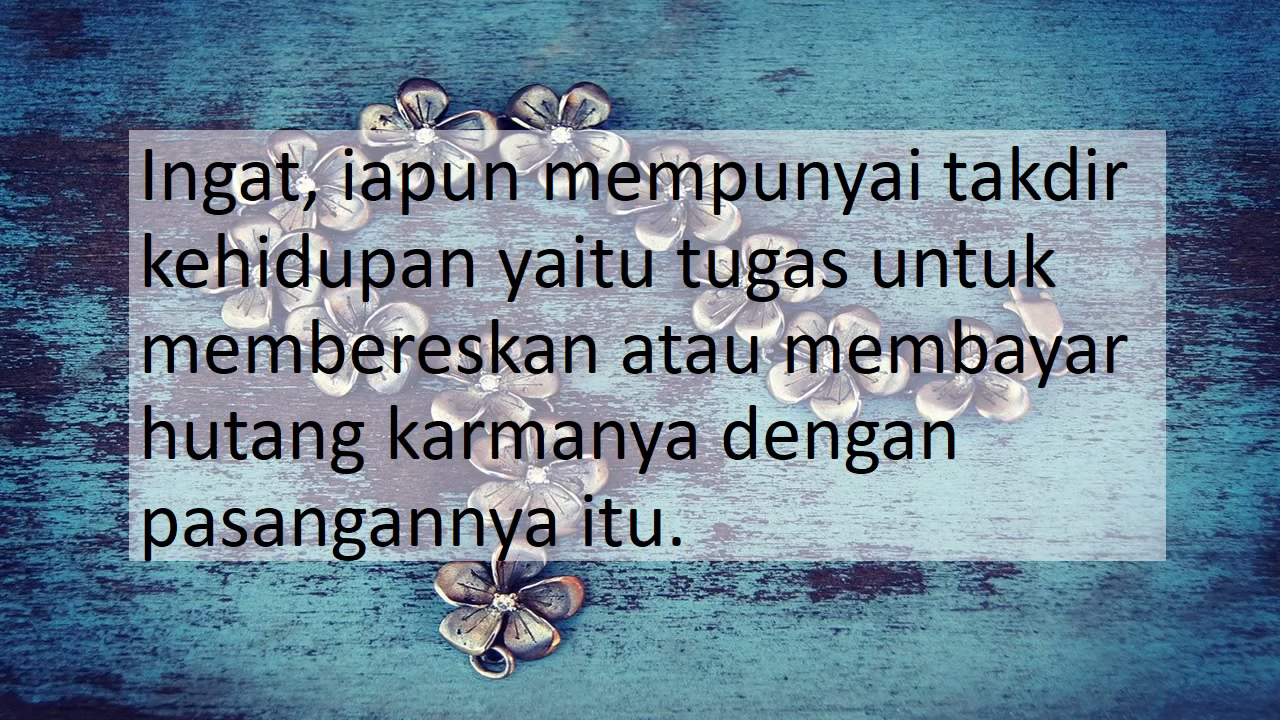 Ingat, iapun mempunyai takdir
kehidupan yaitu tugas untuk
membereskan atau membayar
hutang karmanya dengan
pasangannya itu.